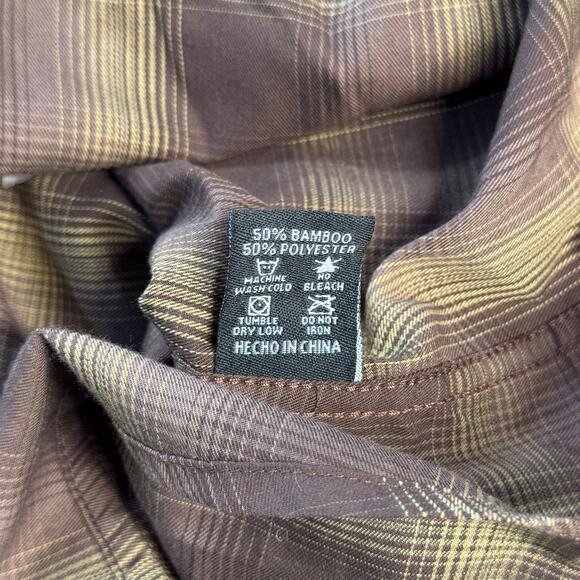 50% BAMBOO
50% POLYESTER
MACHINE WASH COLD
NO BLEACH
TUMBLE DRY LOW
DO NOT IRON
HECHO IN CHINA